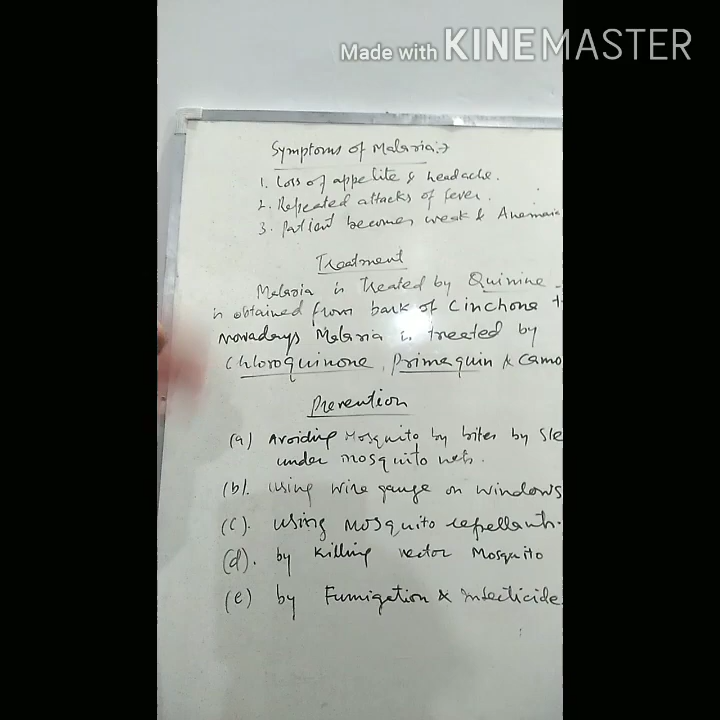 Made with KINEMASTER
Symptoms of Malaria:→
1. Loss of appetite & headache.
2. Repeated attacks of fever.
3. Patient becomes weak & Anemaia
Treatment
Malaria is treated by Quinine
is obtained from bark of Cinchona t
nowadays Malaria is treated by
Chloroquinone, Primaquin & Camo
Prevention
(a) Avoiding Mosquito by bites by Sle
under mosquito nets.
(b). Using wire gauge on windows
(c). using Mosquito repellants.
(d). by Killing vector Mosquito
(e) by Fumigation & Insecticide